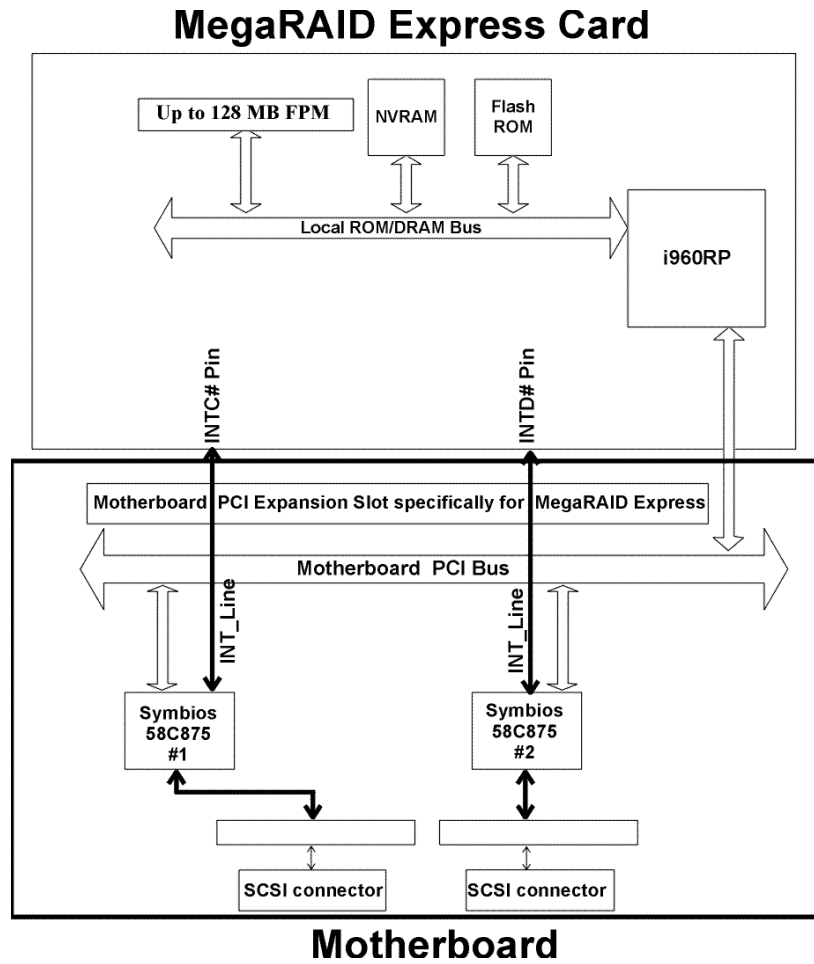 MegaRAID Express Card
Up to 128 MB FPM
NVRAM
Flash
ROM
Local ROM/DRAM Bus
i960RP
INTC# Pin
INTD# Pin
Motherboard PCI Expansion Slot specifically for MegaRAID Express
Motherboard PCI Bus
INT_Line
INT_Line
Symbios
58C875
#1
Symbios
58C875
#2
SCSI connector
SCSI connector
Motherboard